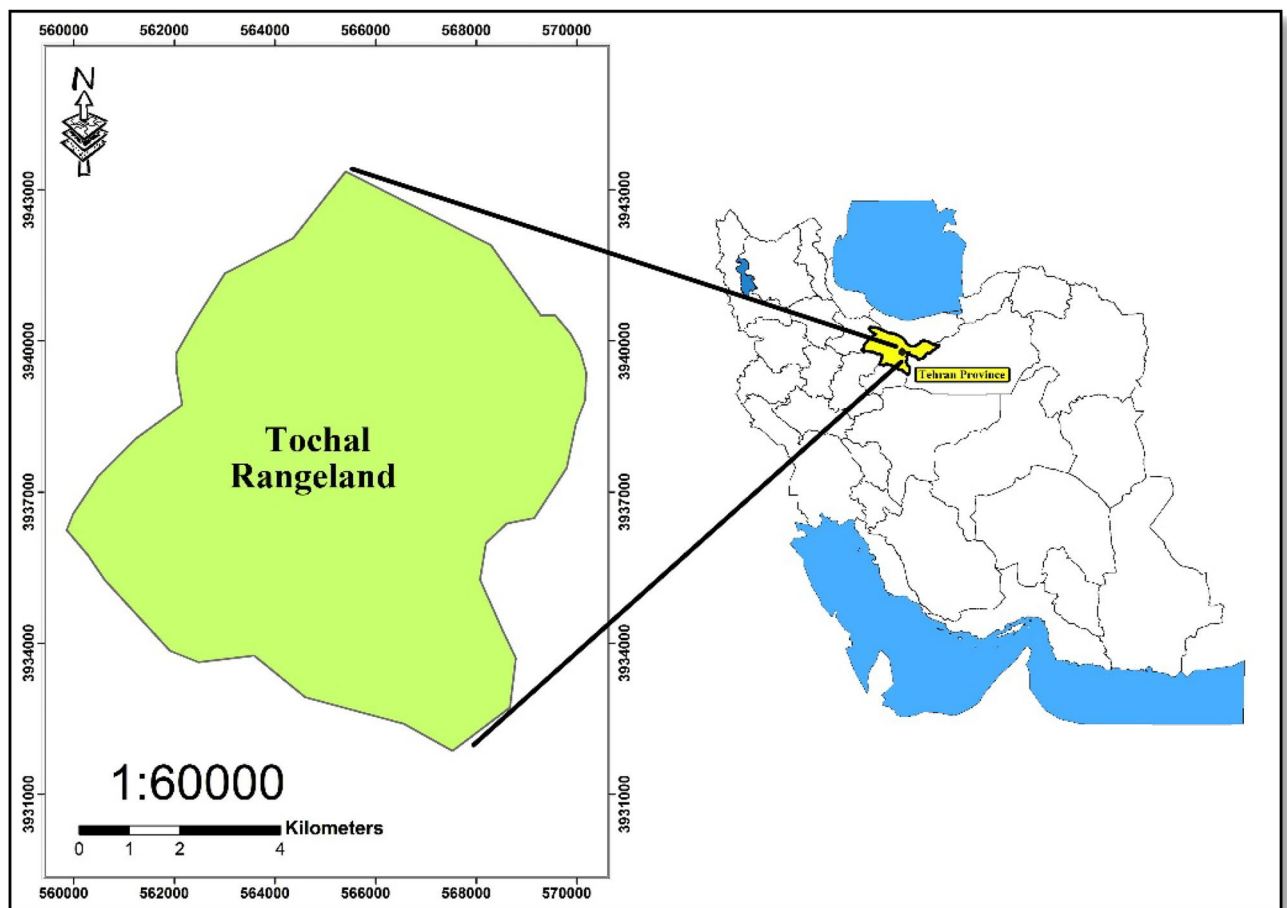 560000 562000 564000 566000 568000 570000
N
3943000 3943000
3940000 3940000
Tehran Province
Tochal
Rangeland
3937000 3937000
3934000 3934000
1:60000
3931000 3931000
Kilometers
0 1 2 4
560000 562000 564000 566000 568000 570000